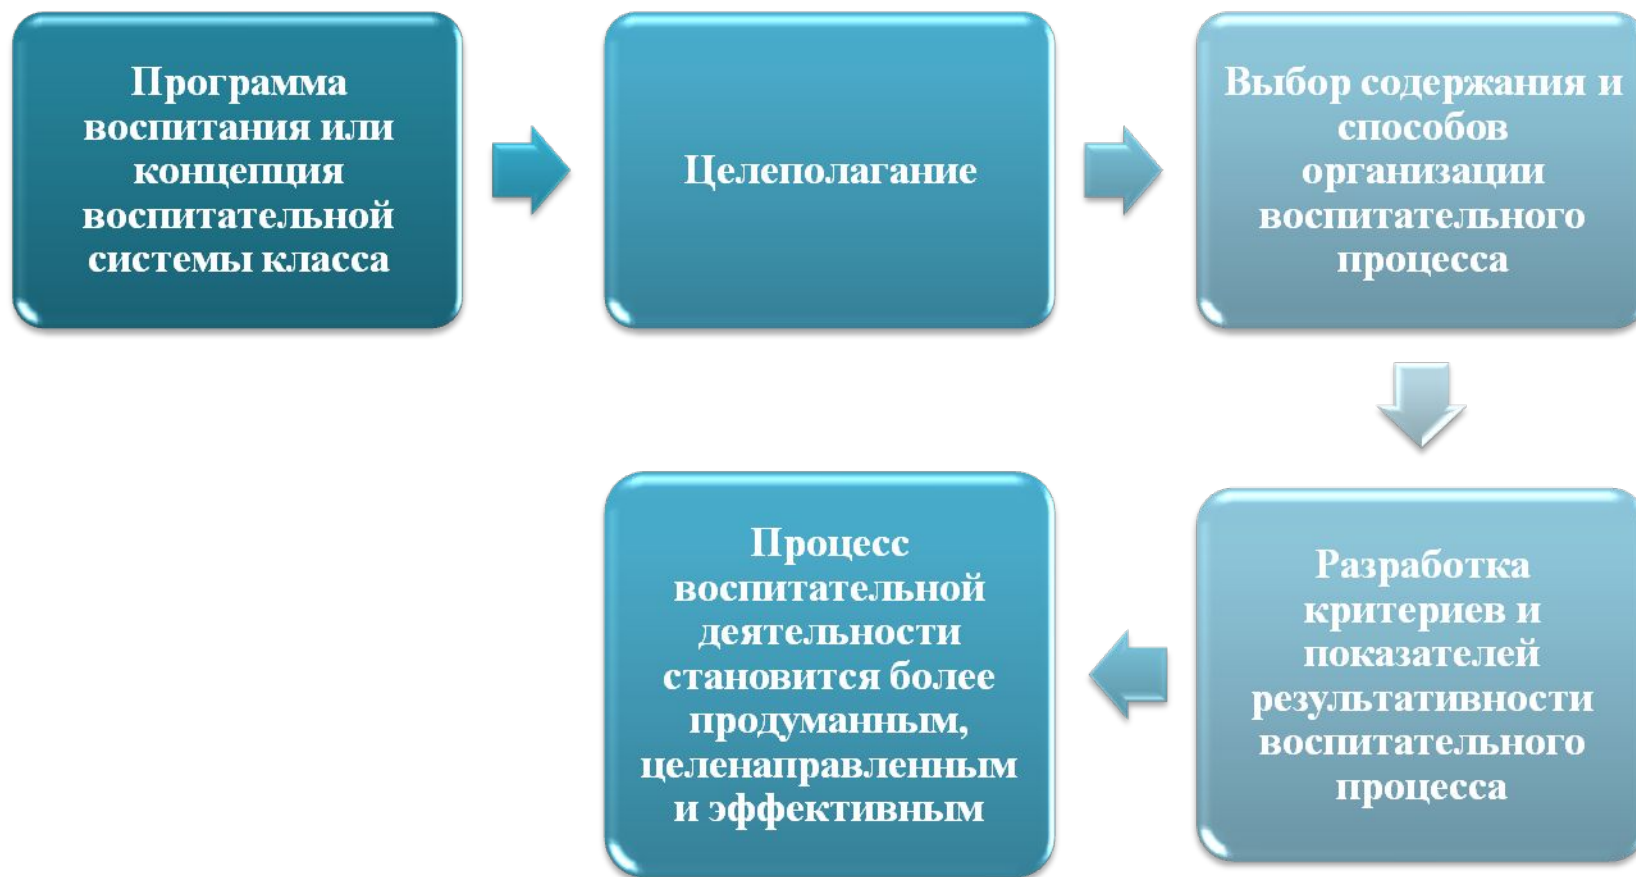 Программа
воспитания или
концепция
воспитательной
системы класса
Целеполагание
Выбор содержания и
способов
организации
воспитательного
процесса
Разработка
критериев и
показателей
результативности
воспитательного
процесса
Процесс
воспитательной
деятельности
становится более
продуманным,
целенаправленным
и эффективным